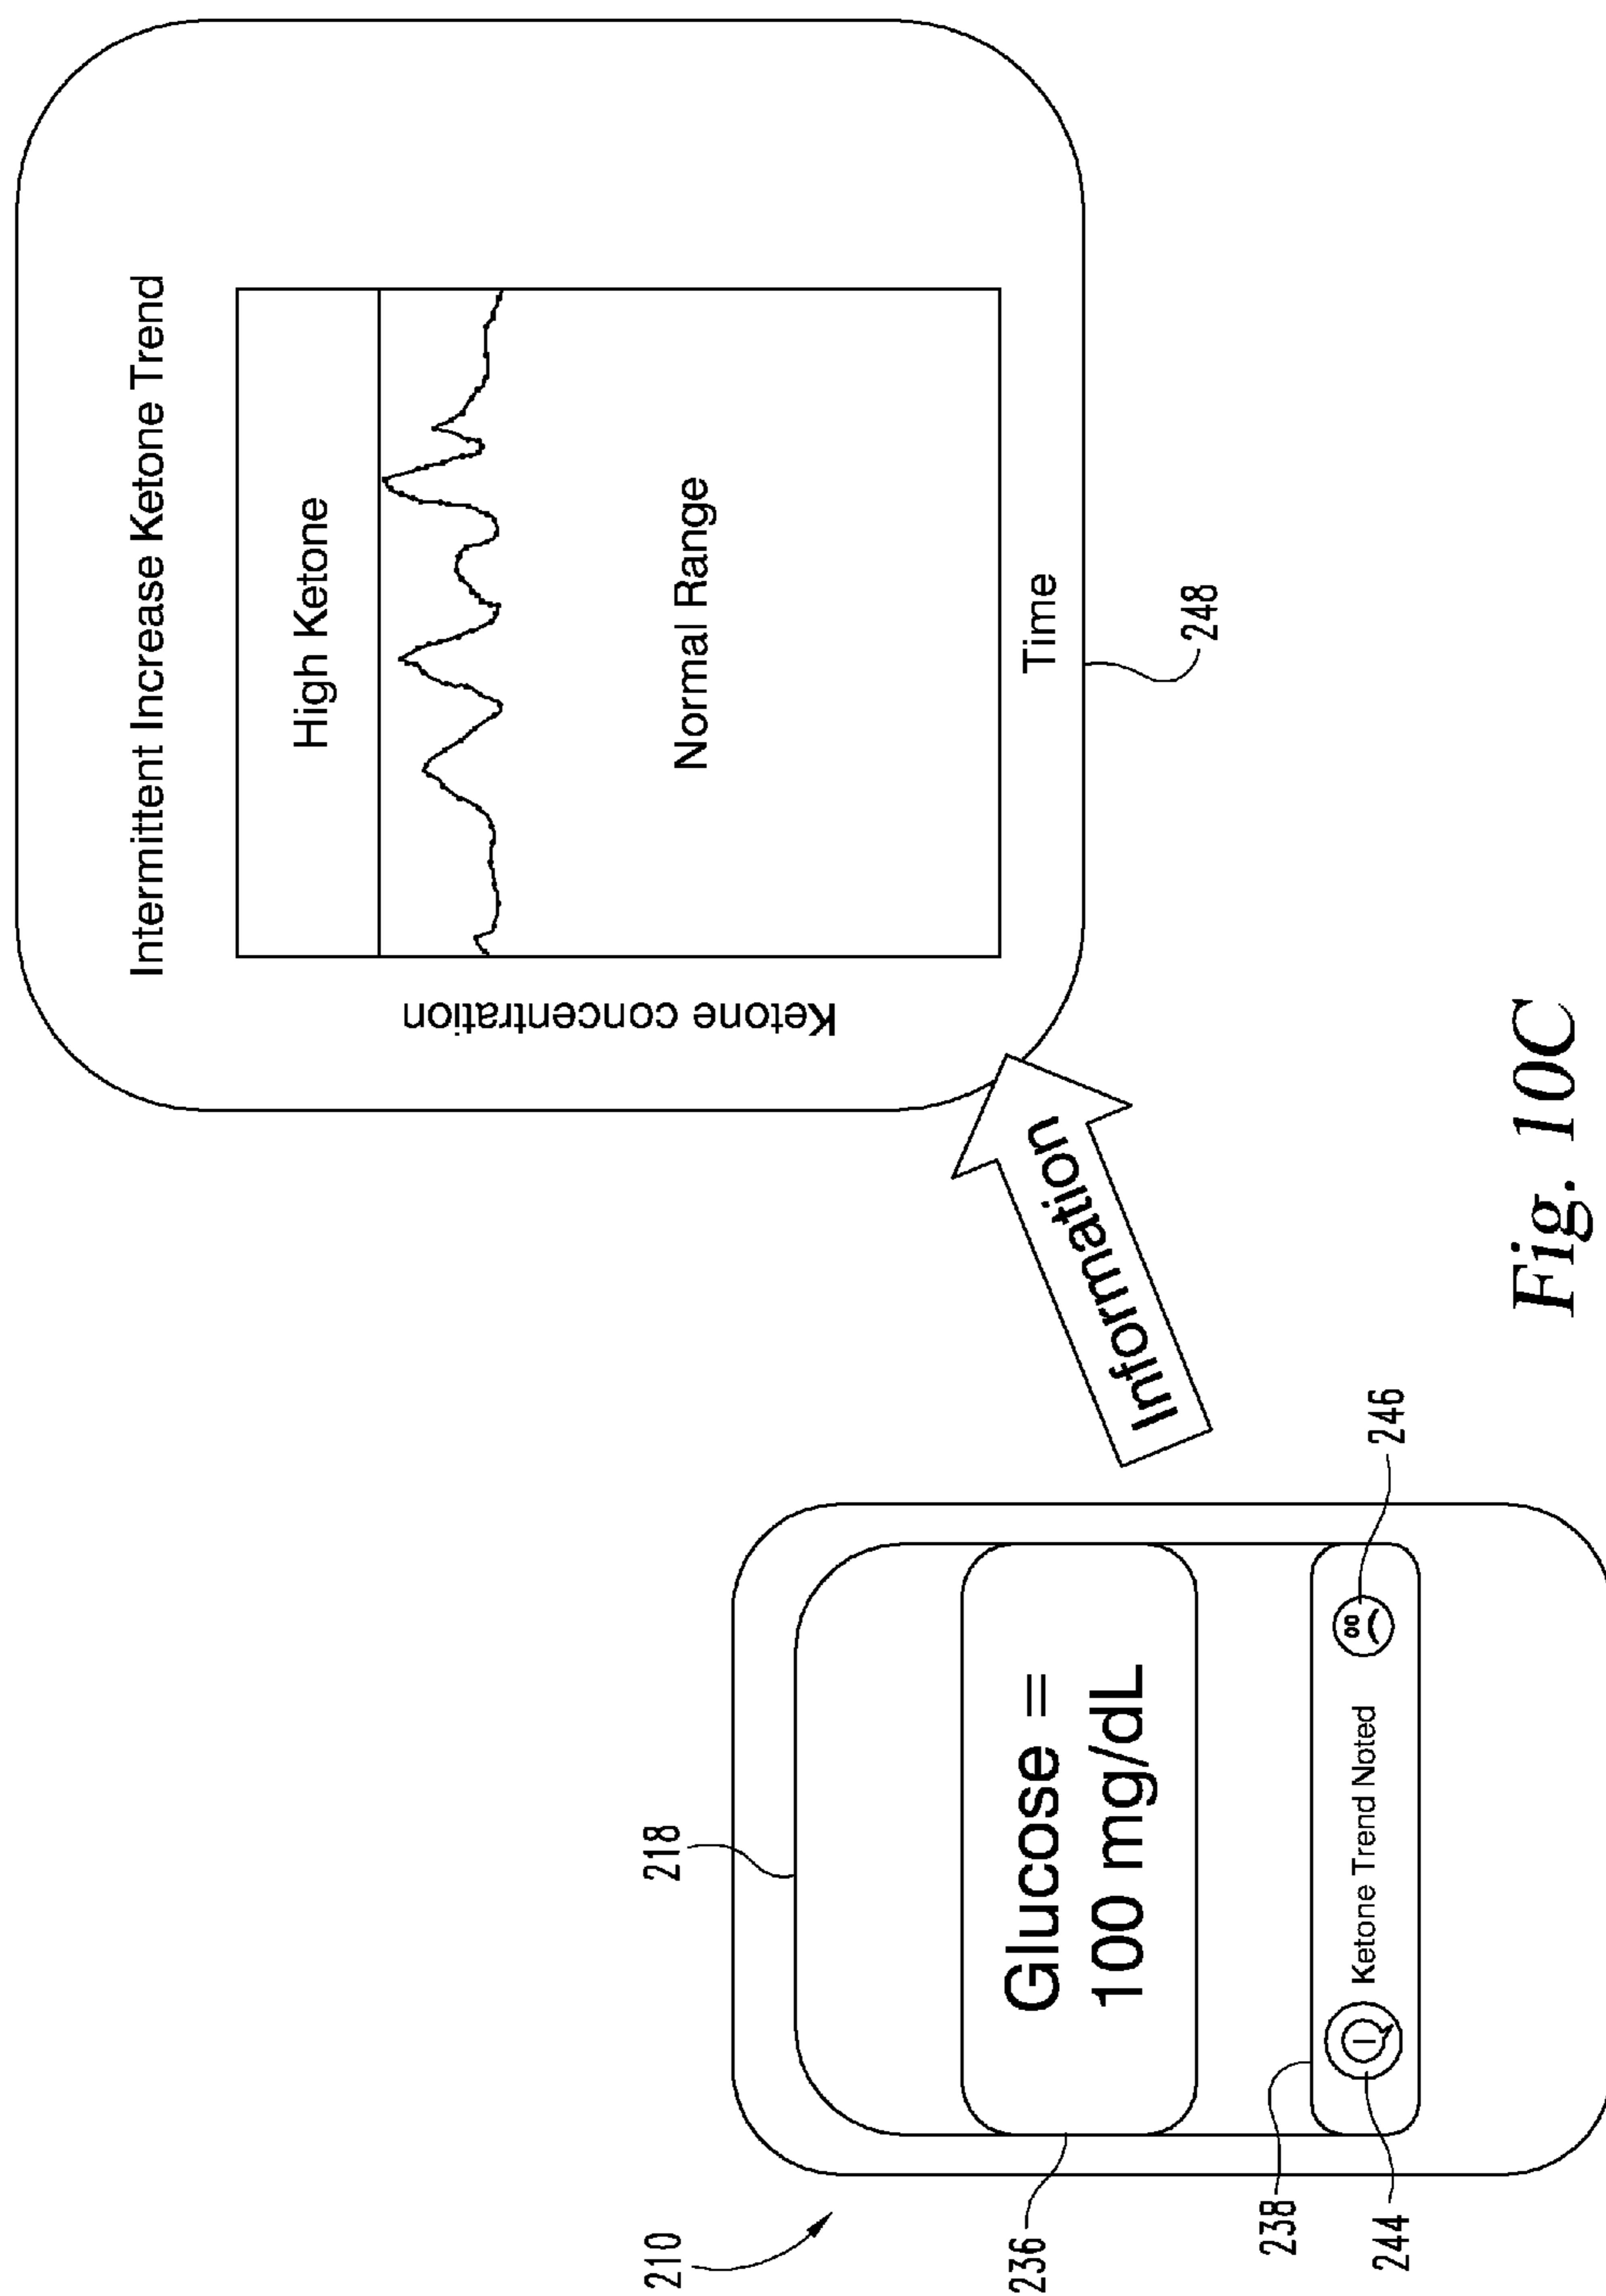 210
218
236
Glucose =
100 mg/dL
238
244
Ketone Trend Noted
246
Information
Intermittent Increase Ketone Trend
Ketone concentration
High Ketone
Normal Range
Time
248
Fig. 10C